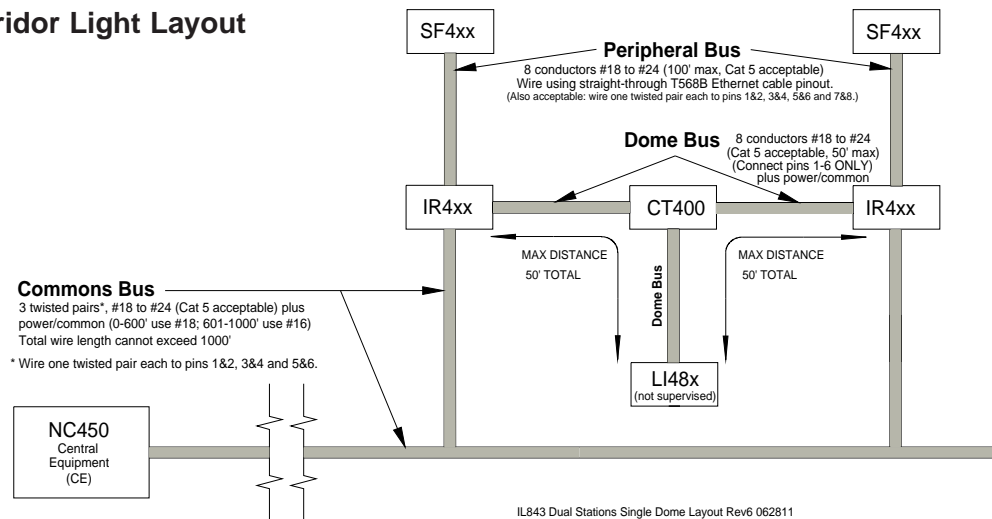 ridor Light Layout
SF4xx
SF4xx
Peripheral Bus
8 conductors #18 to #24 (100' max, Cat 5 acceptable)
Wire using straight-through T568B Ethernet cable pinout.
(Also acceptable: wire one twisted pair each to pins 1&2, 3&4, 5&6 and 7&8.)
Dome Bus
8 conductors #18 to #24
(Cat 5 acceptable, 50' max)
(Connect pins 1-6 ONLY)
plus power/common
IR4xx
CT400
IR4xx
MAX DISTANCE
50' TOTAL
Dome Bus
MAX DISTANCE
50' TOTAL
Commons Bus
3 twisted pairs*, #18 to #24 (Cat 5 acceptable) plus
power/common (0-600' use #18; 601-1000' use #16)
Total wire length cannot exceed 1000'
* Wire one twisted pair each to pins 1&2, 3&4 and 5&6.
LI48x
(not supervised)
NC450
Central
Equipment
(CE)
IL843 Dual Stations Single Dome Layout Rev6 062811